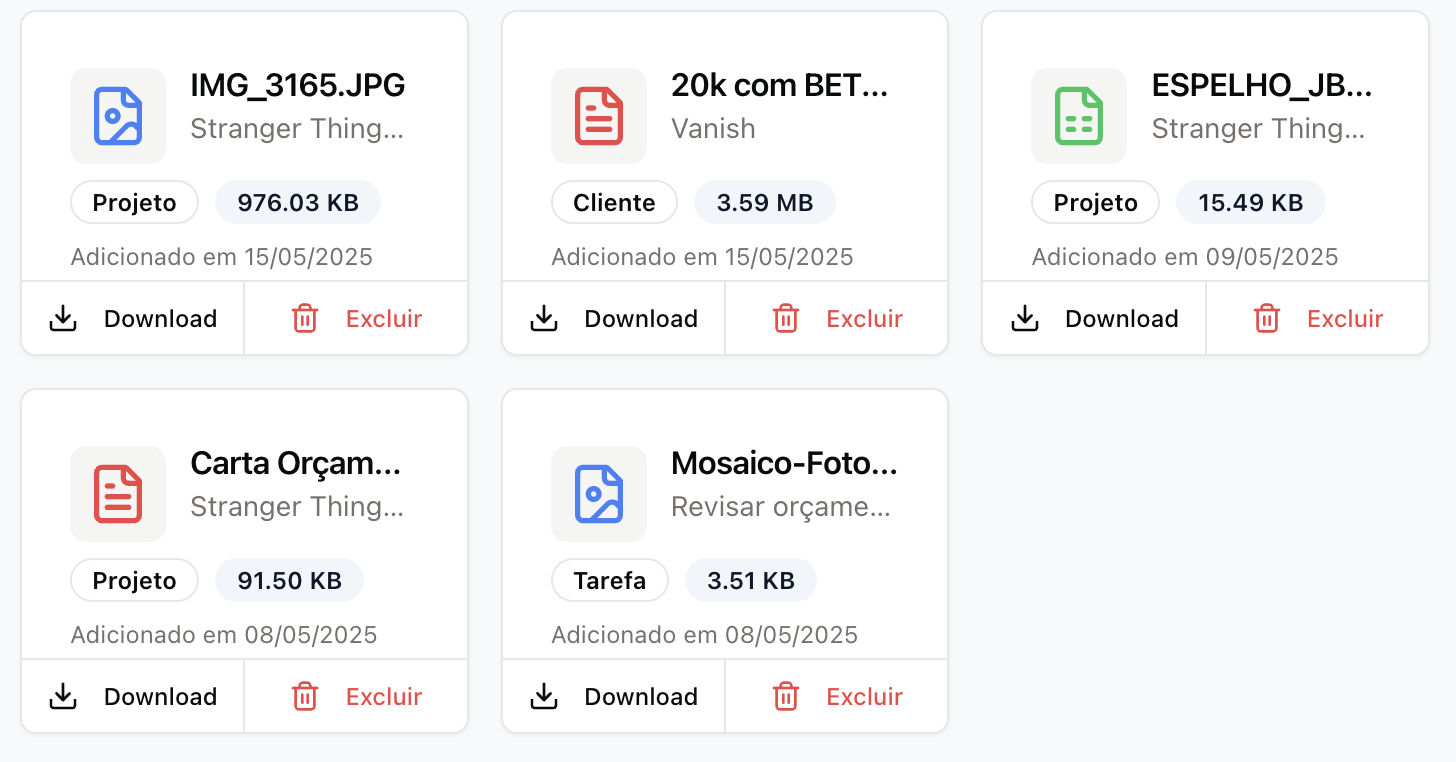 IMG_3165.JPG
Stranger Thing...
Projeto 976.03 KB
Adicionado em 15/05/2025
Download Excluir
20k com BET...
Vanish
Cliente 3.59 MB
Adicionado em 15/05/2025
Download Excluir
ESPELHO_JB...
Stranger Thing...
Projeto 15.49 KB
Adicionado em 09/05/2025
Download Excluir
Carta Orçam...
Stranger Thing...
Projeto 91.50 KB
Adicionado em 08/05/2025
Download Excluir
Mosaico-Foto...
Revisar orçame...
Tarefa 3.51 KB
Adicionado em 08/05/2025
Download Excluir